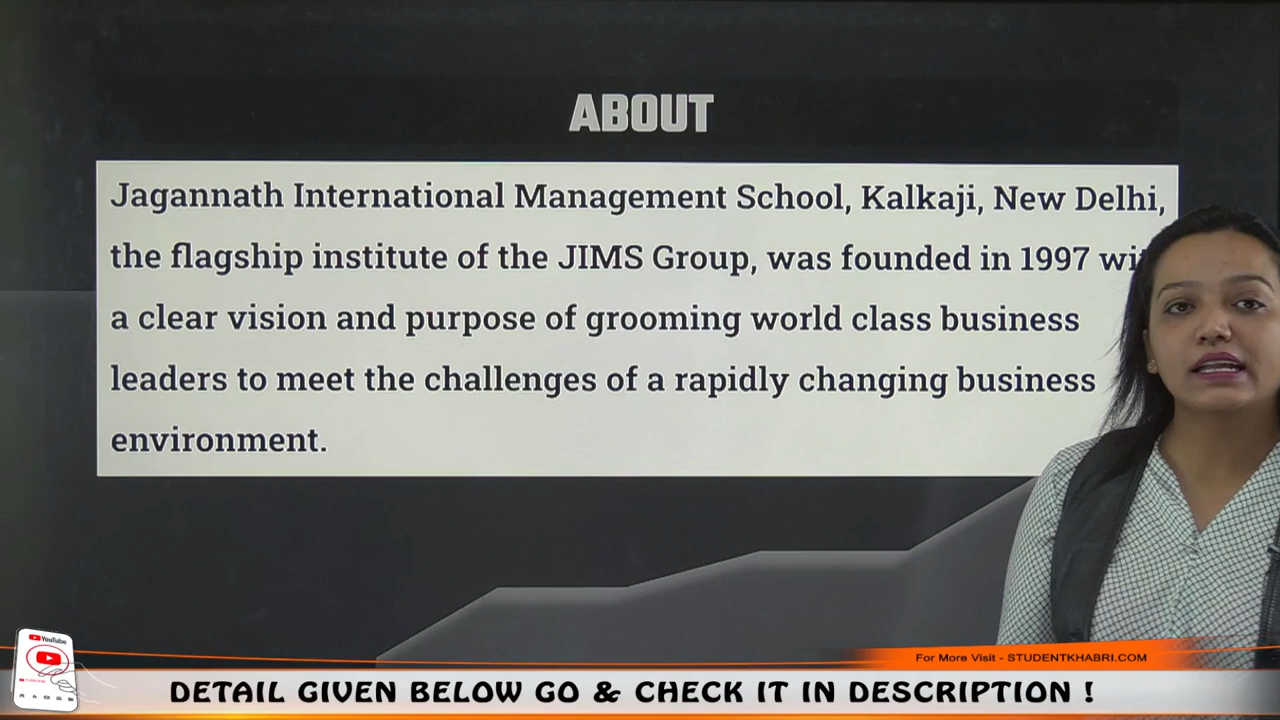 ABOUT
Jagannath International Management School, Kalkaji, New Delhi,
the flagship institute of the JIMS Group, was founded in 1997
a clear vision and purpose of grooming world class business
leaders to meet the challenges of a rapidly changing business
environment.
YouTube
For More Visit - STUDENTKHABRI.COM
DETAIL GIVEN BELOW GO & CHECK IT IN DESCRIPTION !